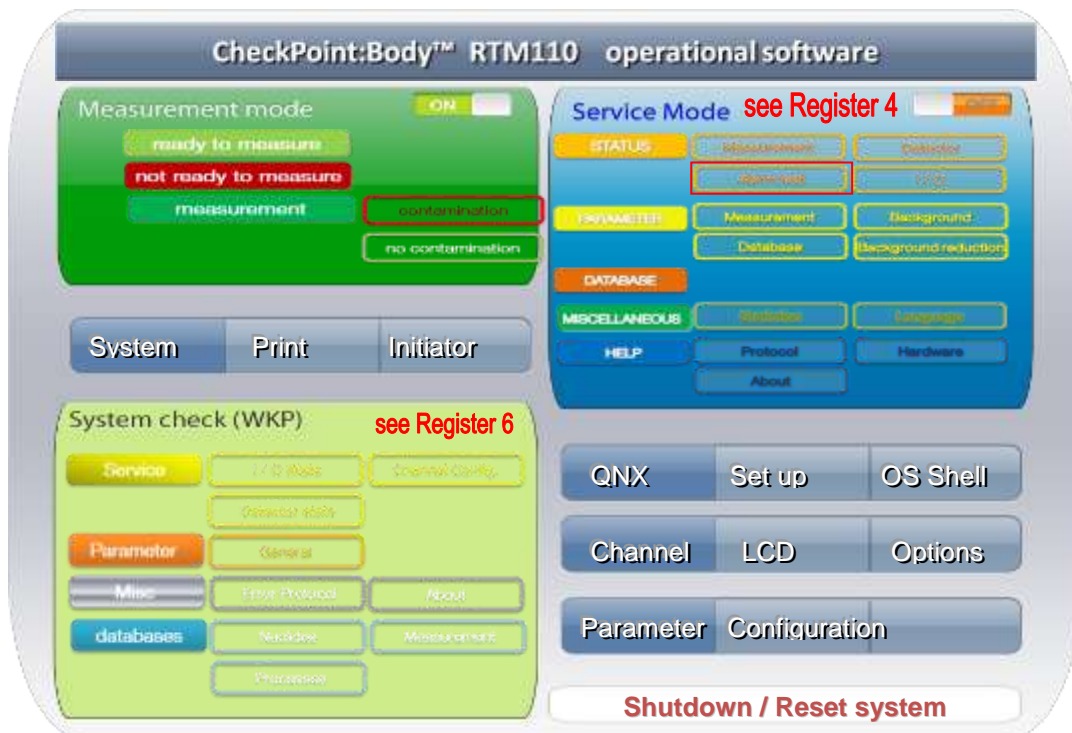 CheckPoint:Body™ RTM110 operational software
Measurement mode
ON
ready to measure
not ready to measure
measurement
contamination
no contamination
System
Print
Initiator
System check (WKP)
see Register 6
Service
I / O State
Channel Config.
Detector state
Parameter
General
Misc
Error Protocol
About
databases
Nuclides
Measurement
Processes
Service Mode
see Register 4
OFF
STATUS
Measurement
Detector
I / O
PARAMETER
Measurement
Background
Database
Background reduction
DATABASE
MISCELLANEOUS
Statistics
Language
HELP
Protocol
Hardware
About
QNX
Set up
OS Shell
Channel
LCD
Options
Parameter
Configuration
Shutdown / Reset system